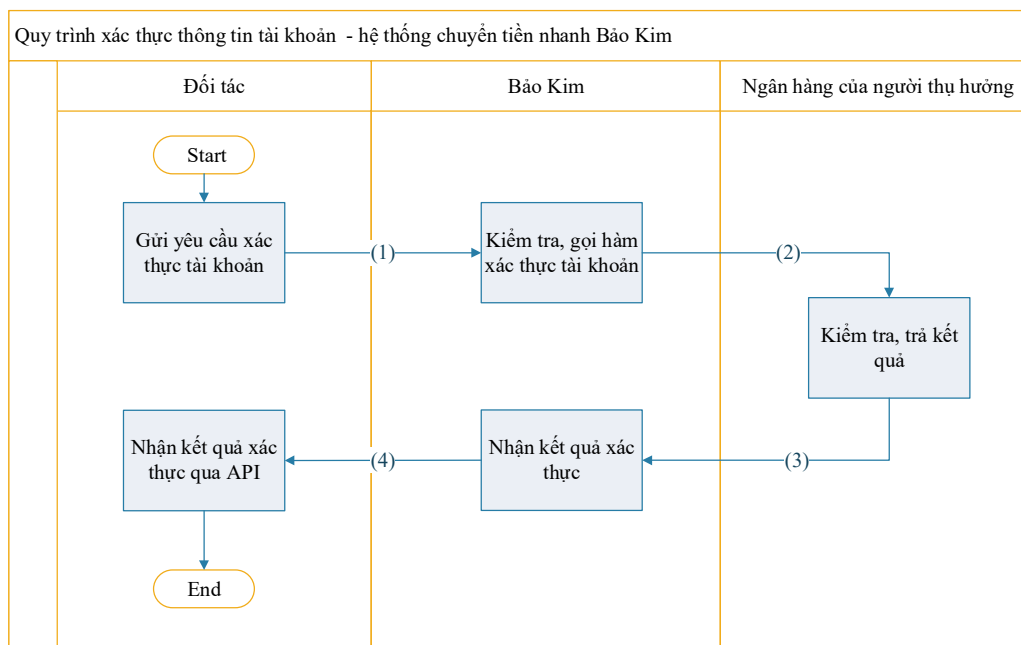 Quy trình xác thực thông tin tài khoản - hệ thống chuyển tiền nhanh Bảo Kim
Đối tác
Bảo Kim
Ngân hàng của người thụ hưởng
Start
Gửi yêu cầu xác
thực tài khoản
(1)
Kiểm tra, gọi hàm
xác thực tài khoản
(2)
Kiểm tra, trả kết
quả
(3)
Nhận kết quả xác
thực
(4)
Nhận kết quả xác
thực qua API
End